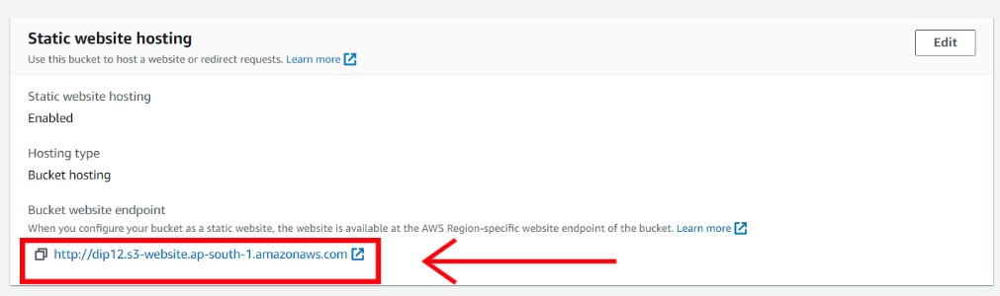 Static website hosting
Edit
Use this bucket to host a website or redirect requests. Learn more
Static website hosting
Enabled
Hosting type
Bucket hosting
Bucket website endpoint
When you configure your bucket as a static website, the website is available at the AWS Region-specific website endpoint of the bucket. Learn more
http://dip12.s3-website.ap-south-1.amazonaws.com